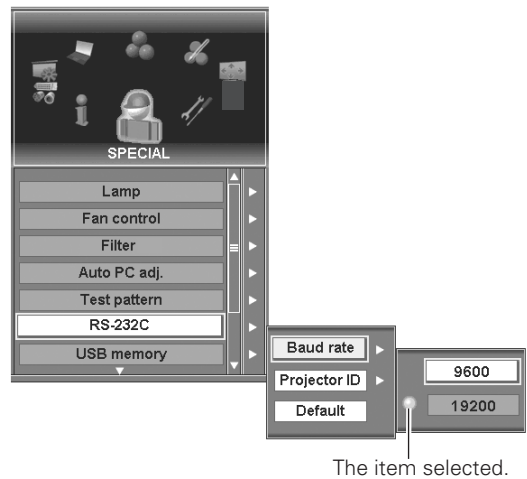 SPECIAL
Lamp
Fan control
Filter
Auto PC adj.
Test pattern
RS-232C
USB memory
Baud rate
Projector ID
Default
9600
19200
The item selected.